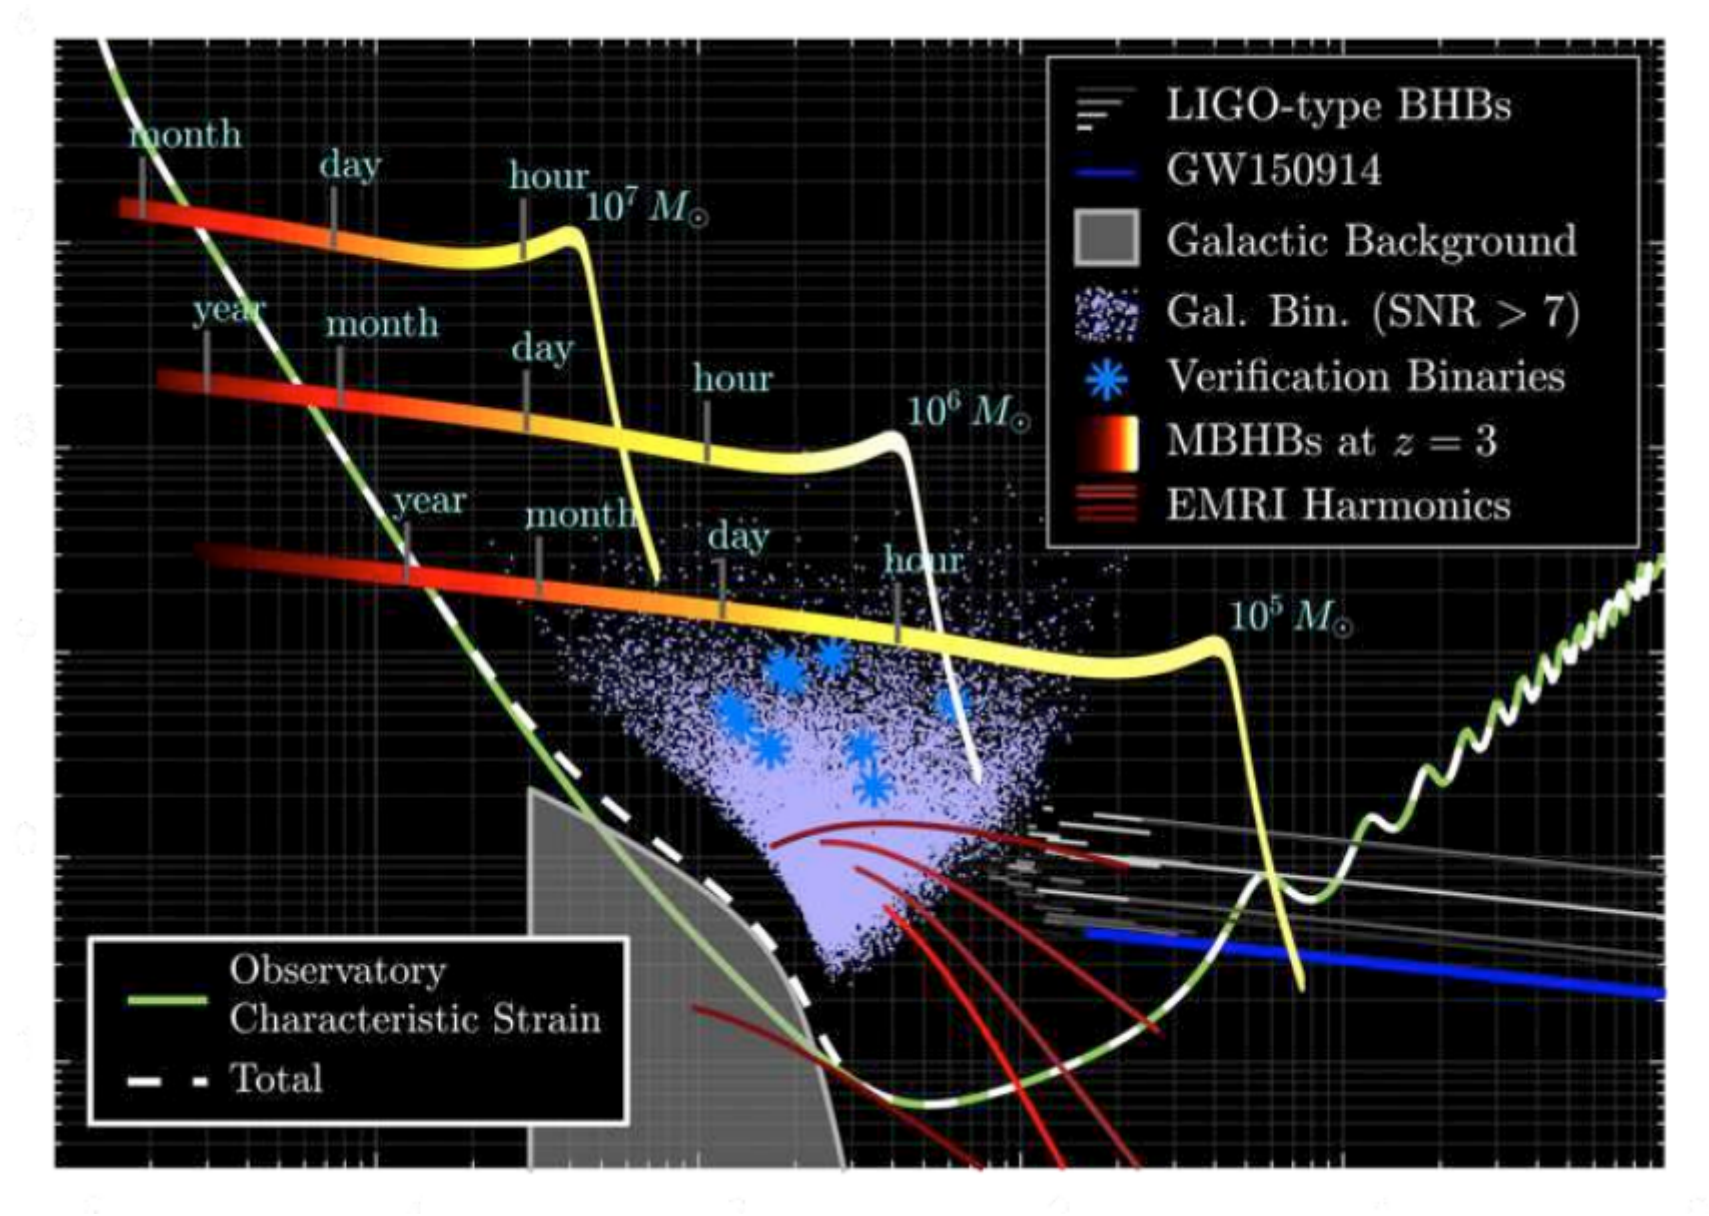 month
day
hour
10⁷ M⊙
year
month
day
hour
10⁶ M⊙
year
month
day
hour
10⁵ M⊙
LIGO-type BHBs
GW150914
Galactic Background
Gal. Bin. (SNR > 7)
Verification Binaries
MBHBs at z = 3
EMRI Harmonics
Observatory
Characteristic Strain
Total